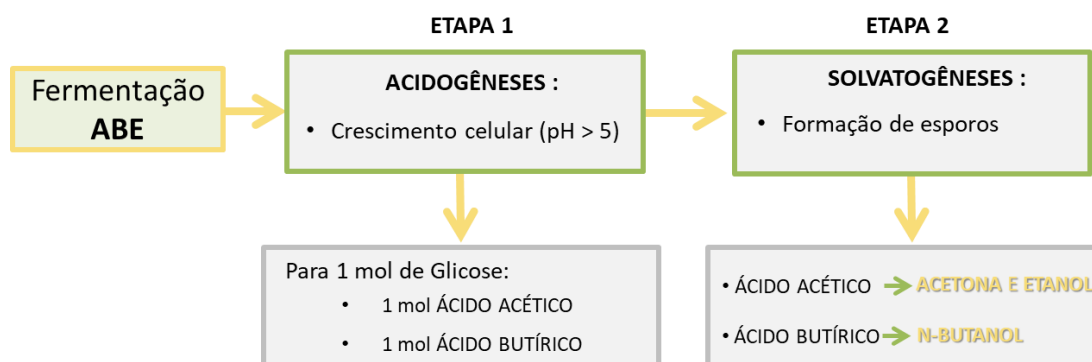 ETAPA 1
ETAPA 2
Fermentação
ABE
ACIDOGÊNESES :
• Crescimento celular (pH > 5)
SOLVATOGÊNESES :
• Formação de esporos
Para 1 mol de Glicose:
• 1 mol ÁCIDO ACÉTICO
• 1 mol ÁCIDO BUTÍRICO
• ÁCIDO ACÉTICO ACETONA E ETANOL
• ÁCIDO BUTÍRICO N-BUTANOL